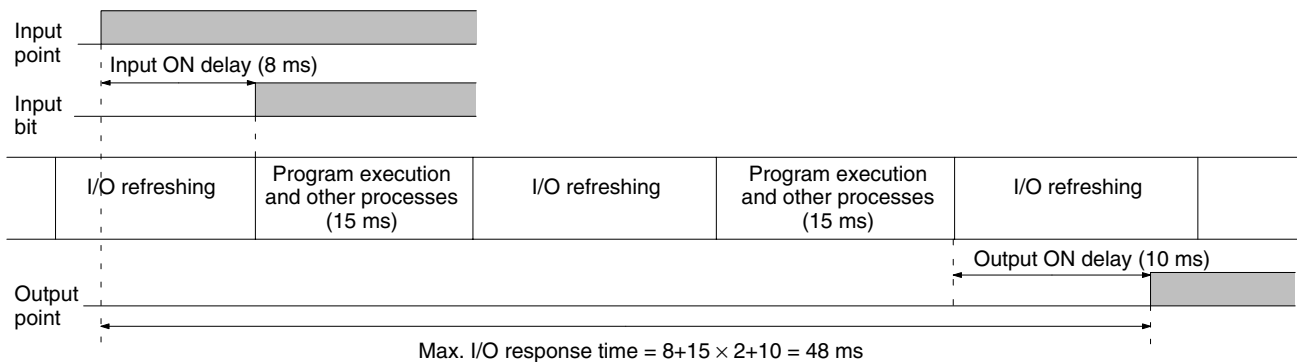 Input
point
Input ON delay (8 ms)
Input
bit
I/O refreshing
Program execution
and other processes
(15 ms)
I/O refreshing
Program execution
and other processes
(15 ms)
I/O refreshing
Output ON delay (10 ms)
Output
point
Max. I/O response time = 8+15 × 2+10 = 48 ms